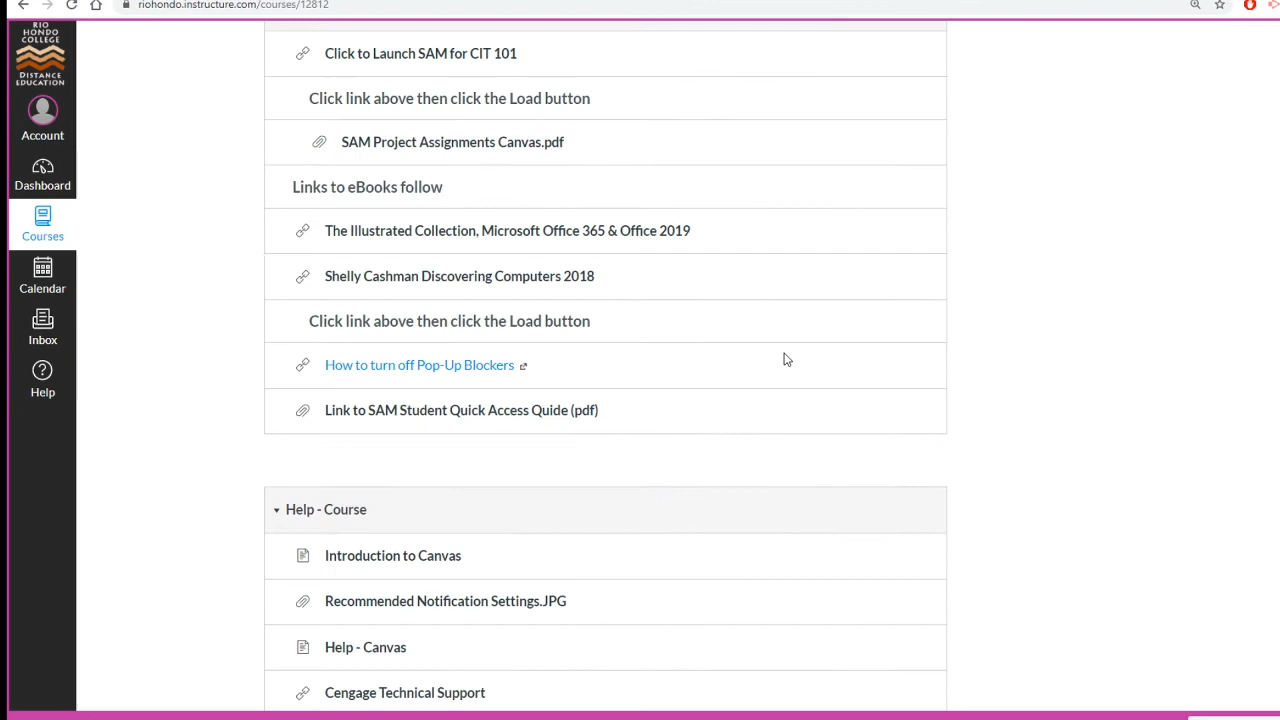 riohondo.instructure.com/courses/12812
RIO
HONDO
COLLEGE
DISTANCE
EDUCATION
Account
Dashboard
Courses
Calendar
Inbox
Help
Click to Launch SAM for CIT 101
Click link above then click the Load button
SAM Project Assignments Canvas.pdf
Links to eBooks follow
The Illustrated Collection, Microsoft Office 365 & Office 2019
Shelly Cashman Discovering Computers 2018
Click link above then click the Load button
How to turn off Pop-Up Blockers
Link to SAM Student Quick Access Quide (pdf)
Help - Course
Introduction to Canvas
Recommended Notification Settings.JPG
Help - Canvas
Cengage Technical Support